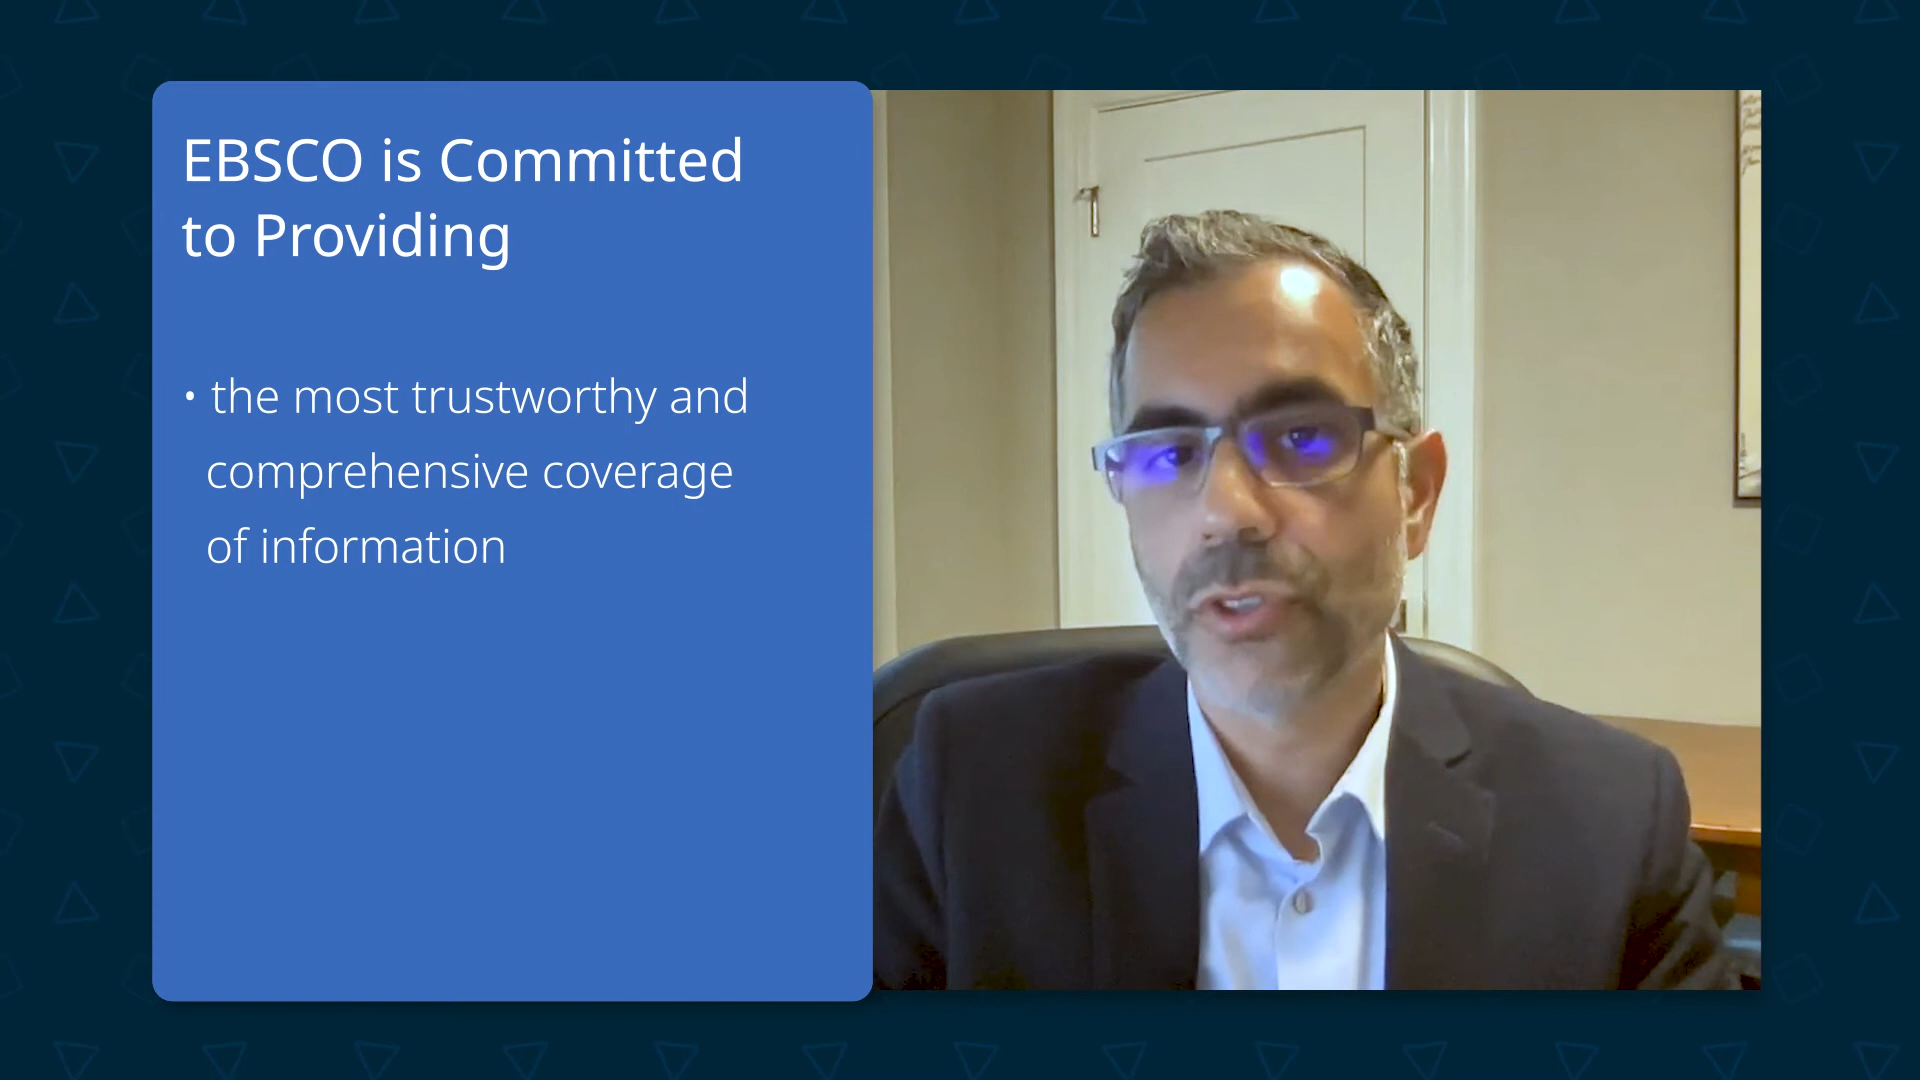 EBSCO is Committed
to Providing
• the most trustworthy and
comprehensive coverage
of information